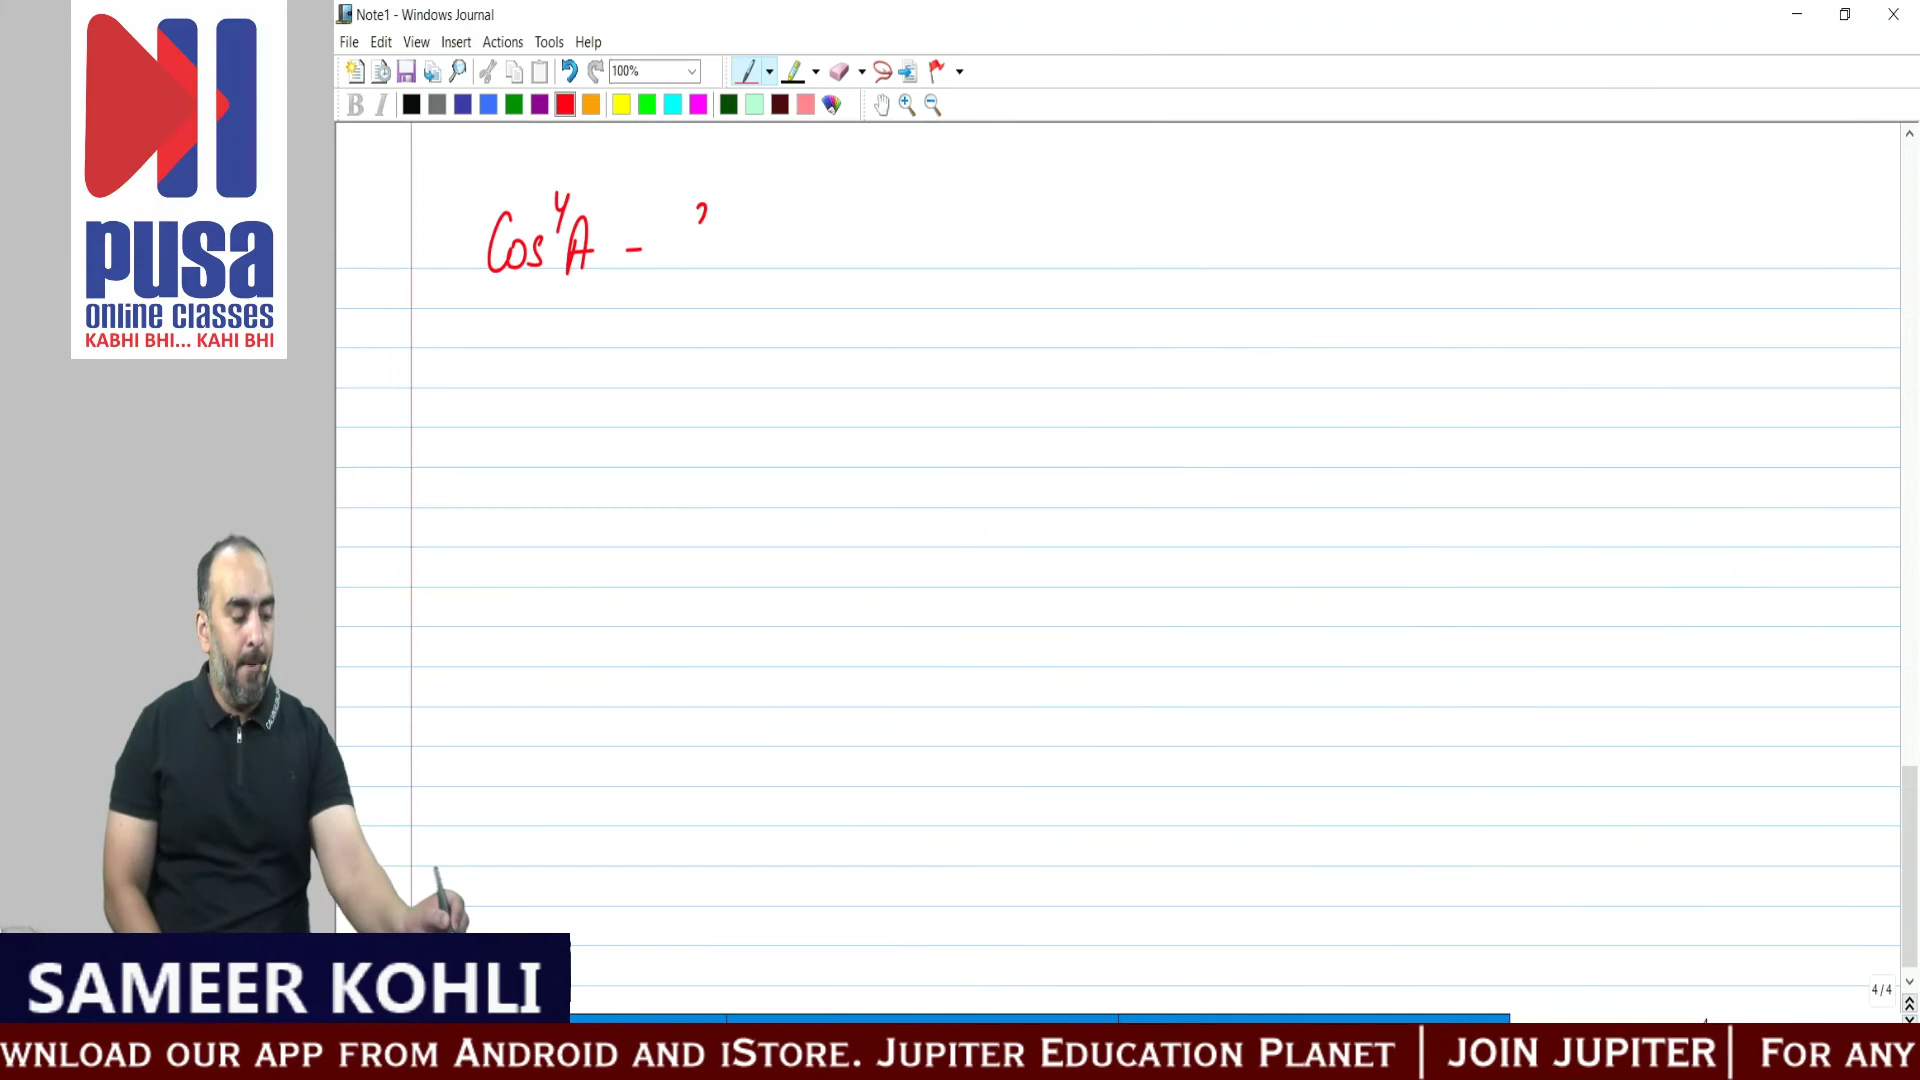 Note1 - Windows Journal
File Edit View Insert Actions Tools Help
100%
B I
Cos⁴A - 
pusa
online classes
KABHI BHI... KAHI BHI
4/4
SAMEER KOHLI
WNLOAD OUR APP FROM ANDROID AND ISTORE. JUPITER EDUCATION PLANET | JOIN JUPITER | FOR ANY